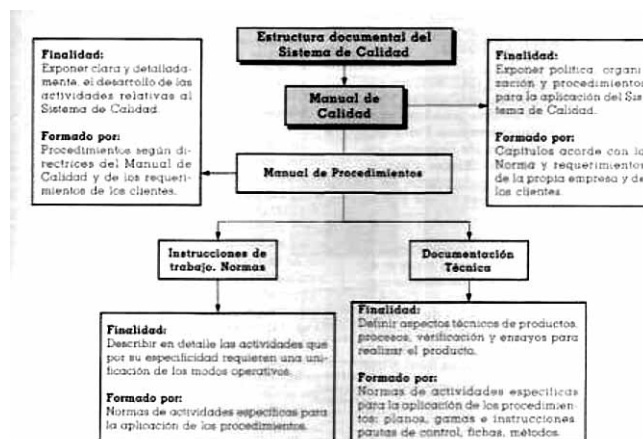 Estructura documental del
Sistema de Calidad
Finalidad:
Exponer clara y detallada-
mente, el desarrollo de las
actividades relativas al
Sistema de Calidad.
Formado por:
Procedimientos según di-
rectrices del Manual de
Calidad y de los requeri-
mientos de los clientes.
Manual de
Calidad
Finalidad:
Exponer política, organi-
zación y procedimientos
para la aplicación del Sis-
tema de Calidad.
Formado por:
Capítulos acorde con la
Norma y requerimientos
de la propia empresa y de
los clientes.
Manual de Procedimientos
Instrucciones de
trabajo. Normas
Documentación
Técnica
Finalidad:
Describir en detalle las actividades que
por su especificidad requieren una uni-
ficación de los modos operativos.
Formado por:
Normas de actividades específicas para
la aplicación de los procedimientos.
Finalidad:
Definir aspectos técnicos de productos,
procesos, verificación y ensayos para
realizar el producto.
Formado por:
Normas de actividades específicas
para la aplicación de los procedimien-
tos: planos, gamas e instrucciones
pautas de control, fichas, métodos.